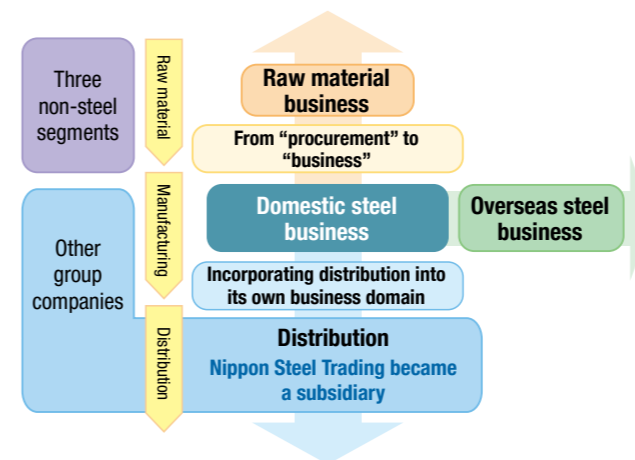 Three
non-steel
segments
Raw material
Raw material
business
From “procurement” to
“business”
Manufacturing
Domestic steel
business
Overseas steel
business
Other
group
companies
Incorporating distribution into
its own business domain
Distribution
Distribution
Nippon Steel Trading became
a subsidiary